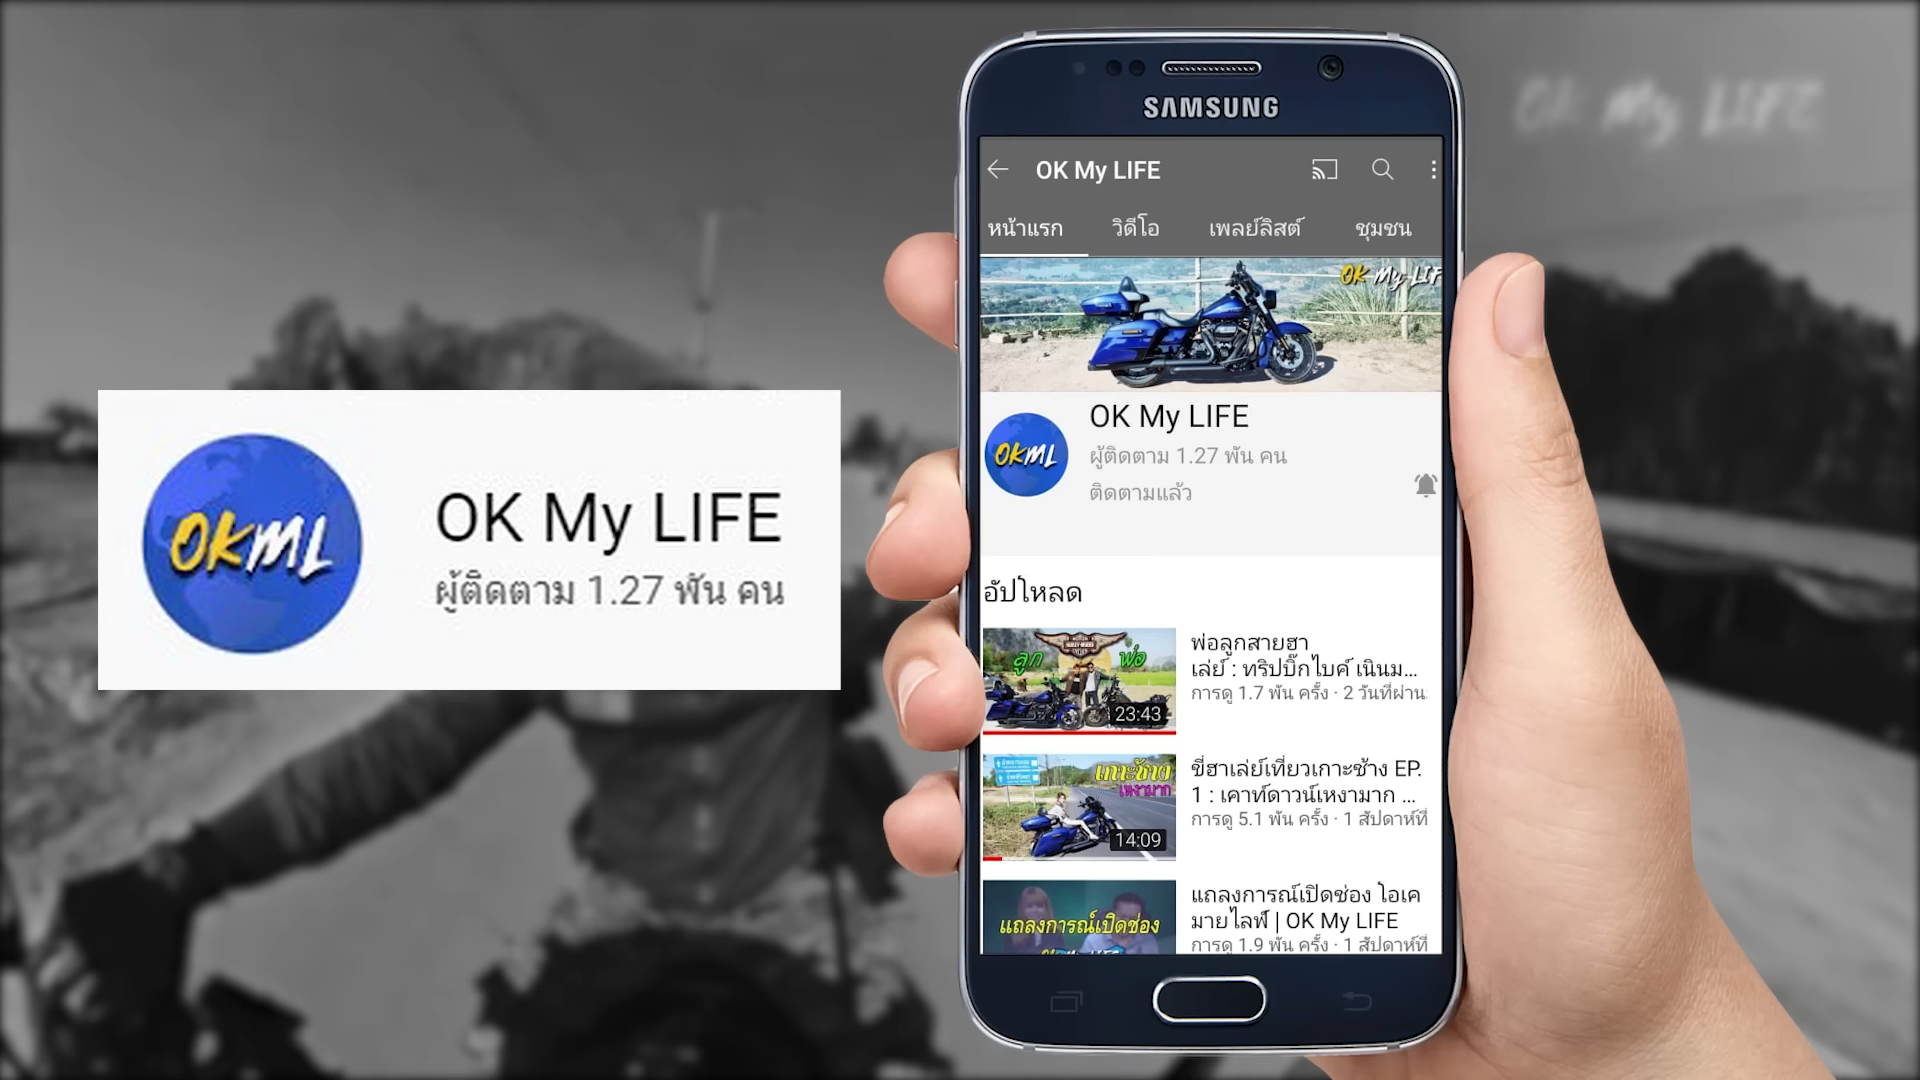 OK My LIFE
SAMSUNG
OK My LIFE
หน้าแรก วิดีโอ เพลย์ลิสต์ ชุมชน
OK My LIF
OKML
OK My LIFE
ผู้ติดตาม 1.27 พัน คน
ติดตามแล้ว
OKML
OK My LIFE
ผู้ติดตาม 1.27 พัน คน
อัปโหลด
ลูก พ่อ
23:43
พ่อลูกสายฮา
เล่ย์ : ทริปบิ๊กไบค์ เนินม...
การดู 1.7 พัน ครั้ง · 2 วันที่ผ่าน
เกาะช้าง
เหงามาก
14:09
ขี่ฮาเล่ย์เที่ยวเกาะช้าง EP.
1 : เคาท์ดาวน์เหงามาก ...
การดู 5.1 พัน ครั้ง · 1 สัปดาห์ที่
แถลงการณ์เปิดช่อง
แถลงการณ์เปิดช่อง โอเค
มายไลฟ์ | OK My LIFE
การดู 1.9 พัน ครั้ง · 1 สัปดาห์ที่